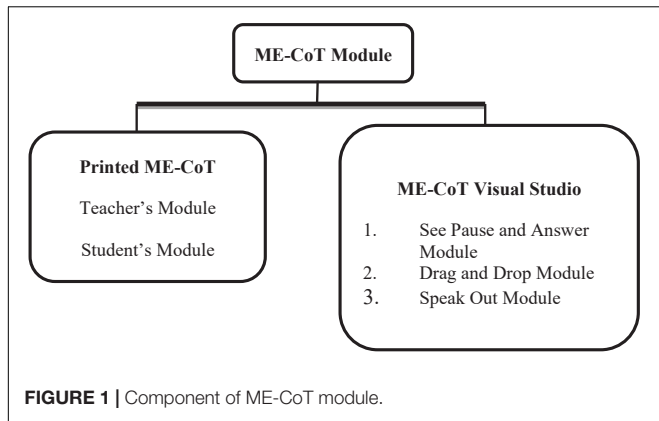 ME-CoT Module
Printed ME-CoT
Teacher’s Module
Student’s Module
ME-CoT Visual Studio
1. See Pause and Answer
Module
2. Drag and Drop Module
3. Speak Out Module
FIGURE 1 | Component of ME-CoT module.